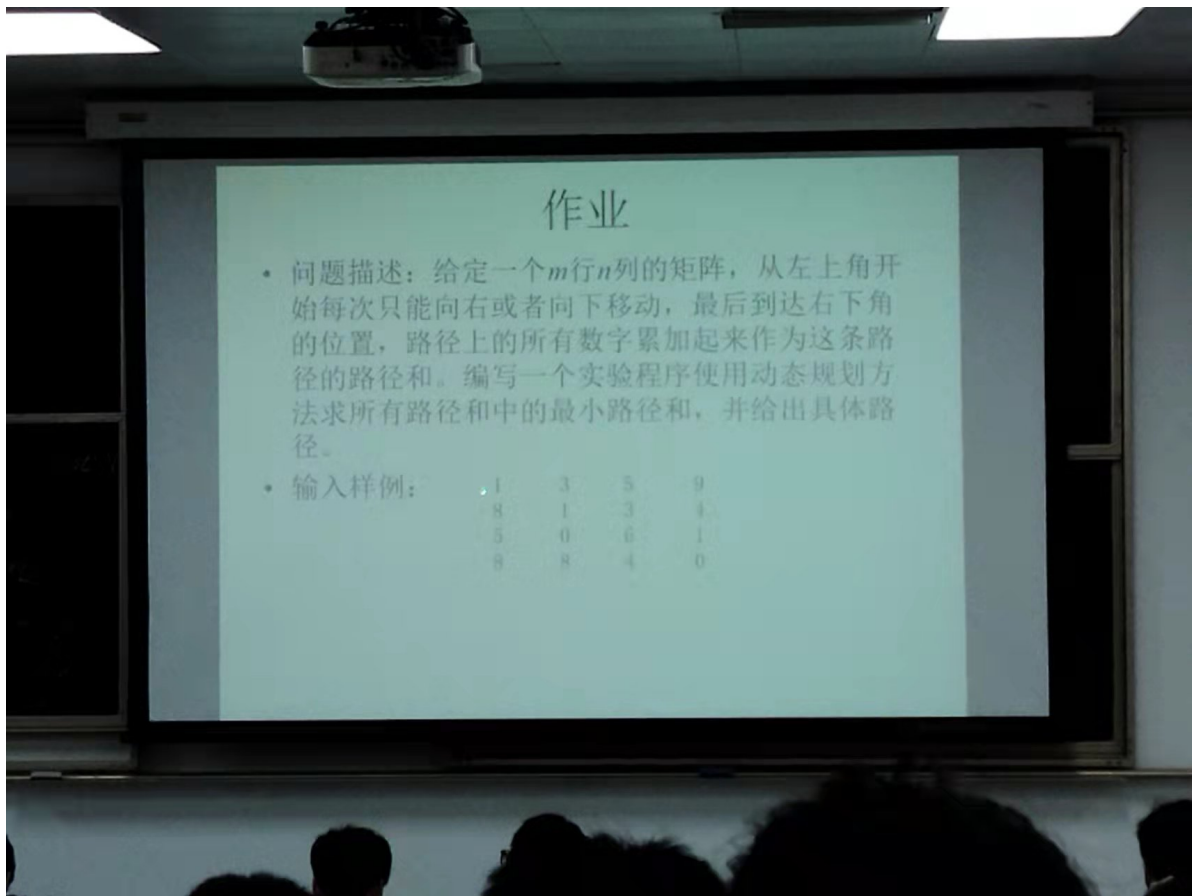 作业
• 问题描述：给定一个m行n列的矩阵，从左上角开
始每次只能向右或者向下移动，最后到达右下角
的位置，路径上的所有数字累加起来作为这条路
径的路径和。编写一个实验程序使用动态规划方
法求所有路径和中的最小路径和，并给出具体路
径。
• 输入样例： 1 3 5 9
8 1 3 4
5 0 6 1
8 8 4 0